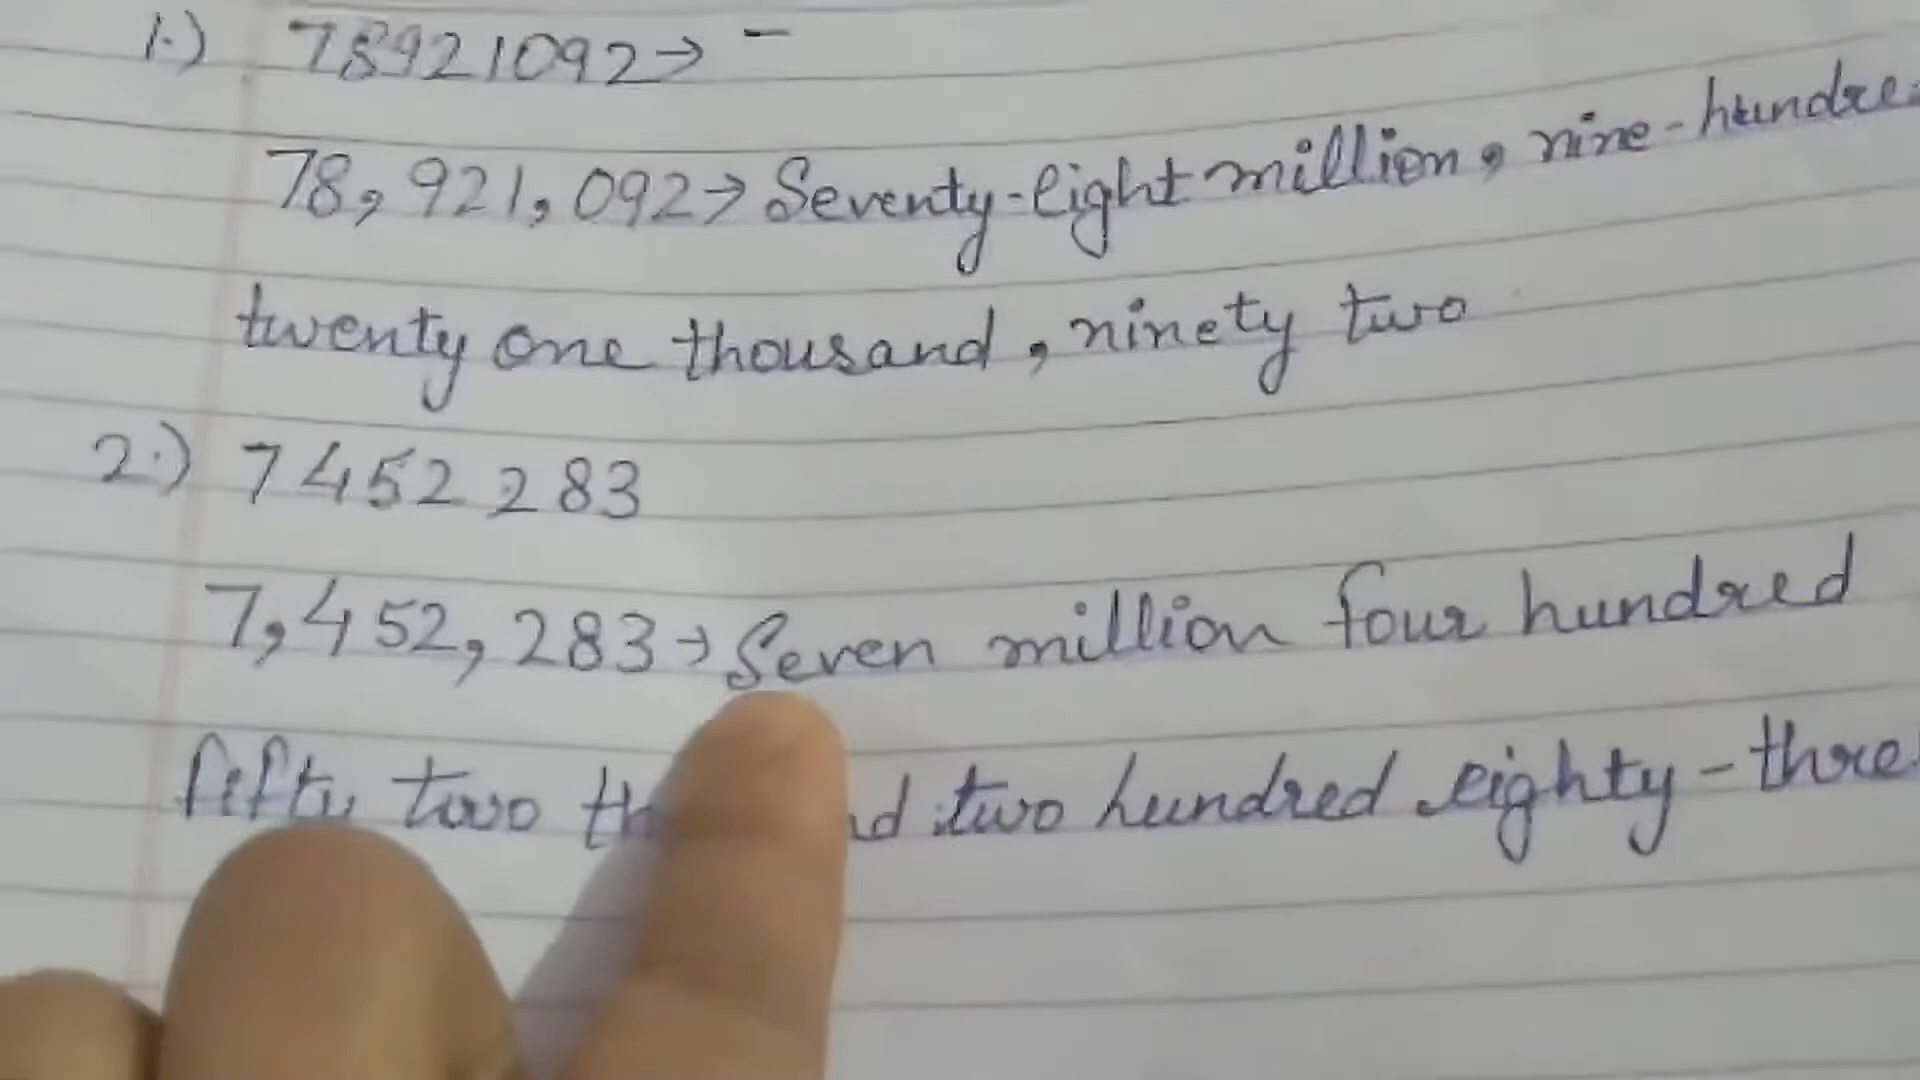 1.) 78921092→ -
78,921,092→ Seventy-eight million, nine-hundre
twenty one thousand, ninety two
2.) 7452283
7,452,283→ Seven million four hundred
fifty two two hundred eighty-three